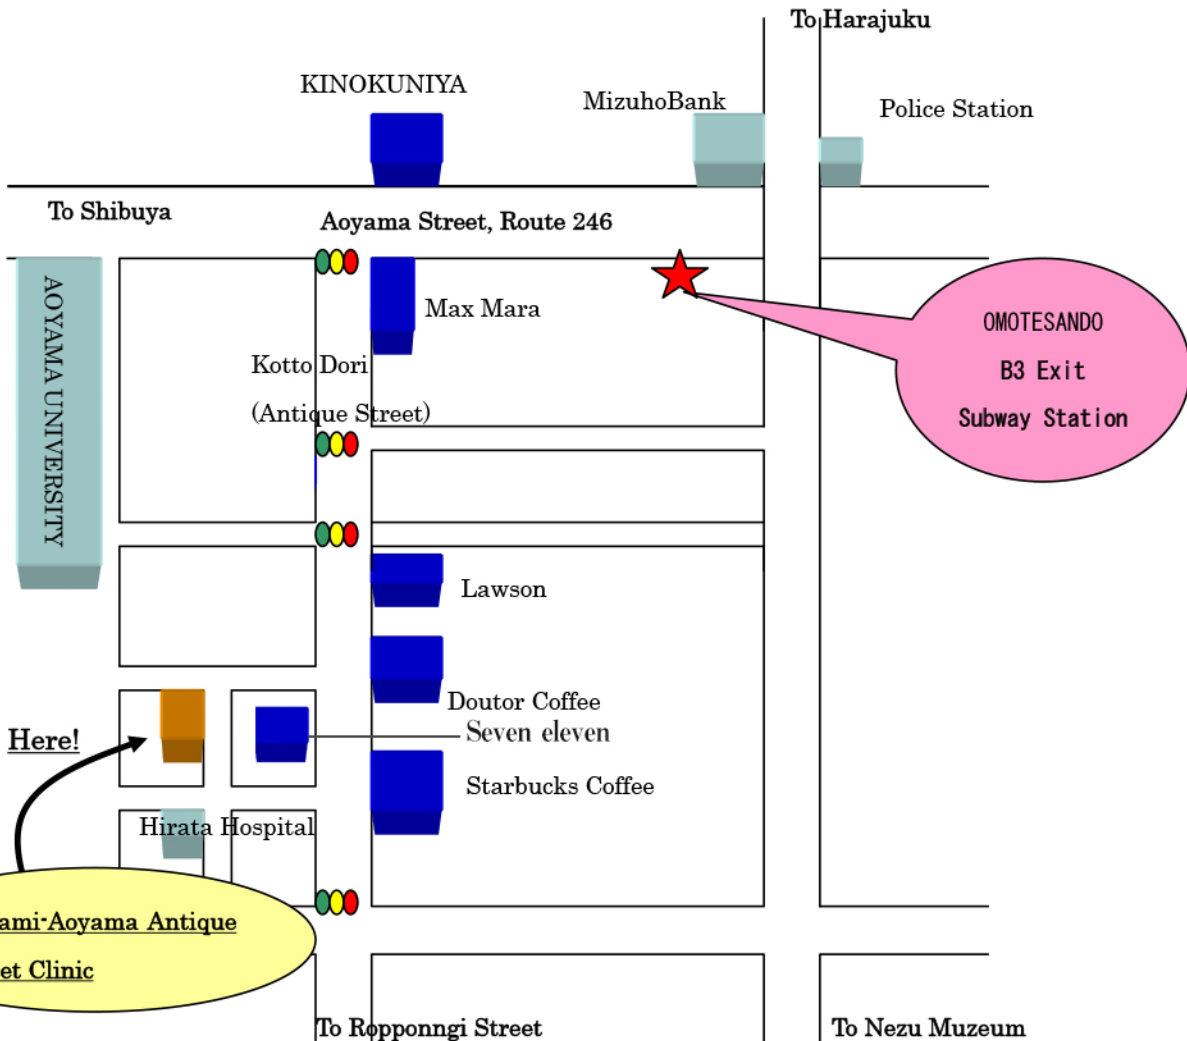 To Harajuku
KINOKUNIYA
MizuhoBank
Police Station
To Shibuya
Aoyama Street, Route 246
AOYAMA UNIVERSITY
Max Mara
OMOTESANDO
B3 Exit
Subway Station
Kotto Dori
(Antique Street)
Lawson
Doutor Coffee
Here!
Seven eleven
Starbucks Coffee
Hirata Hospital
ami-Aoyama Antique
et Clinic
To Ropponngi Street
To Nezu Muzeum